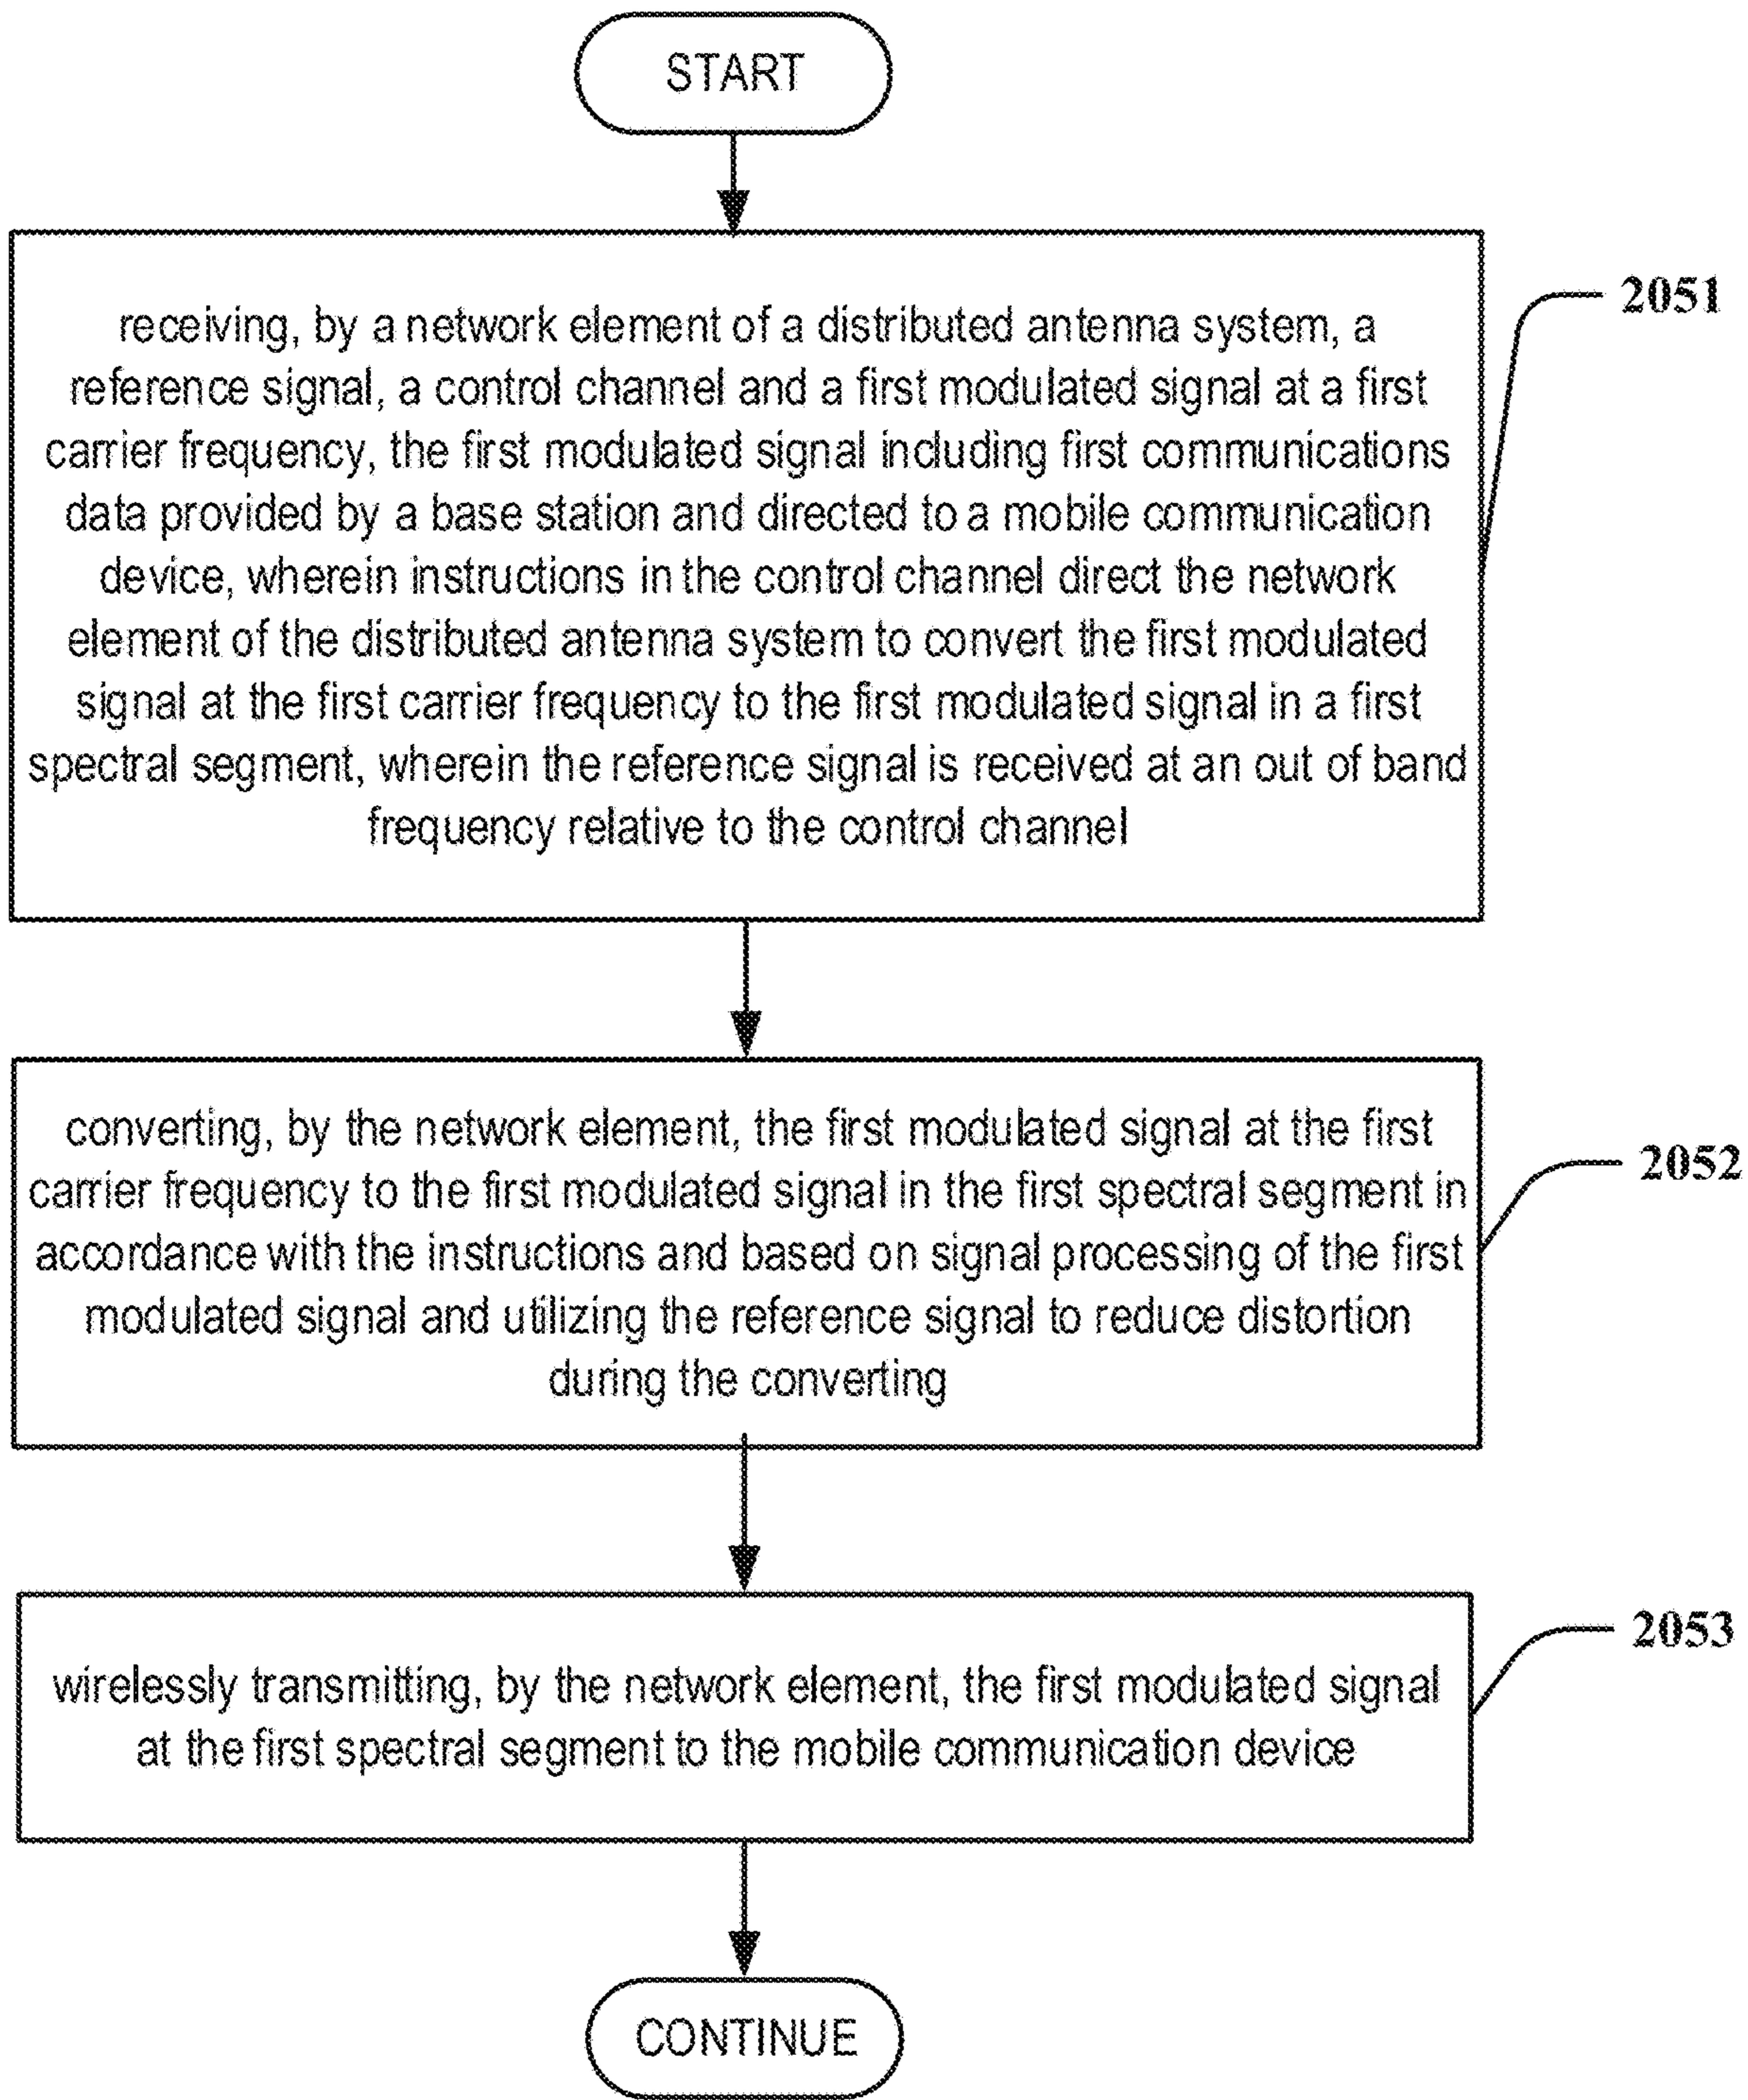 START
receiving, by a network element of a distributed antenna system, a
reference signal, a control channel and a first modulated signal at a first
carrier frequency, the first modulated signal including first communications
data provided by a base station and directed to a mobile communication
device, wherein instructions in the control channel direct the network
element of the distributed antenna system to convert the first modulated
signal at the first carrier frequency to the first modulated signal in a first
spectral segment, wherein the reference signal is received at an out of band
frequency relative to the control channel
2051
converting, by the network element, the first modulated signal at the first
carrier frequency to the first modulated signal in the first spectral segment in
accordance with the instructions and based on signal processing of the first
modulated signal and utilizing the reference signal to reduce distortion
during the converting
2052
wirelessly transmitting, by the network element, the first modulated signal
at the first spectral segment to the mobile communication device
2053
CONTINUE